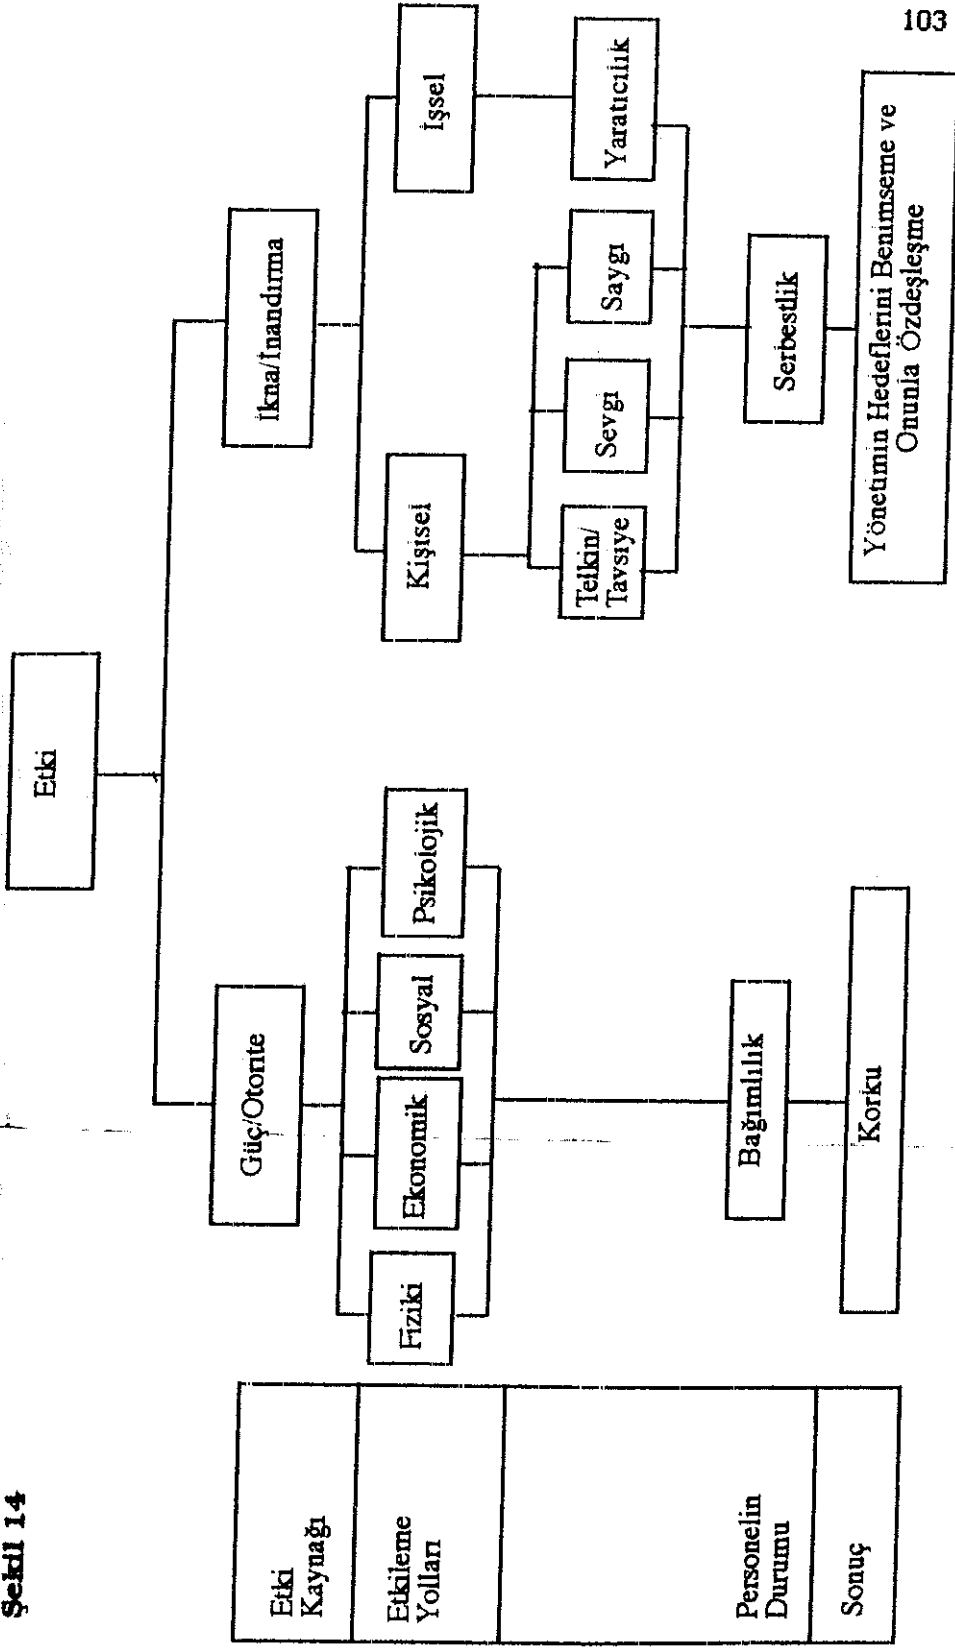 103
Şekil 14
Etki
Etki
Kaynağı
Güç/Otorite
İkna/İnandırma
Etkileme
Yolları
Fiziki
Ekonomik
Sosyal
Psikolojik
Kişisel
İşsel
Telkin/
Tavsiye
Sevgi
Saygı
Yaratıcılık
Personelin
Durumu
Bağımlılık
Serbestlik
Sonuç
Korku
Yönetimin Hedeflerini Benimseme ve
Onunla Özdeşleşme